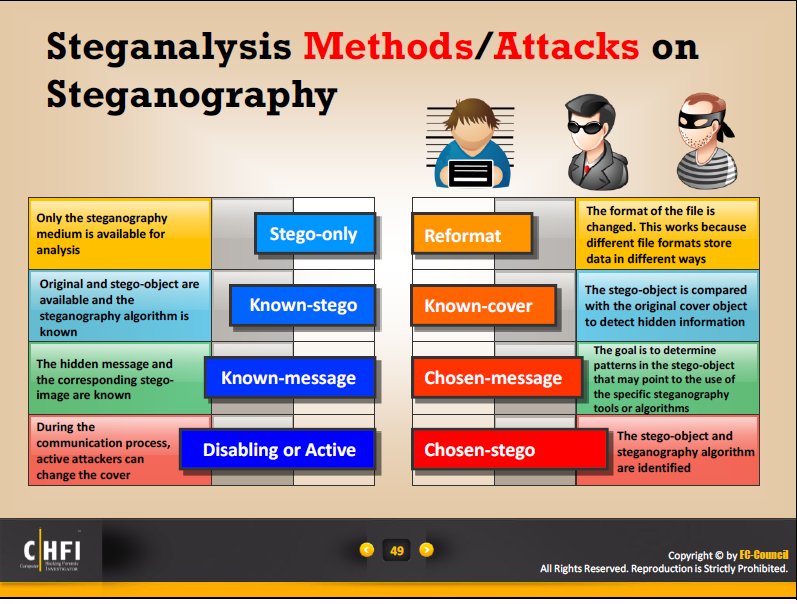 Steganalysis Methods/Attacks on
Steganography
Only the steganography
medium is available for
analysis
Stego-only
Original and stego-object are
available and the
steganography algorithm is
known
Known-stego
The hidden message and
the corresponding stego-
image are known
Known-message
During the
communication process,
active attackers can
change the cover
Disabling or Active
Reformat
The format of the file is
changed. This works because
different file formats store
data in different ways
Known-cover
The stego-object is compared
with the original cover object
to detect hidden information
Chosen-message
The goal is to determine
patterns in the stego-object
that may point to the use of
the specific steganography
tools or algorithms
Chosen-stego
The stego-object and
steganography algorithm
are identified
CHFI
Computer Hacking Forensic
INVESTIGATOR
49
Copyright © by EC-Council
All Rights Reserved. Reproduction is Strictly Prohibited.